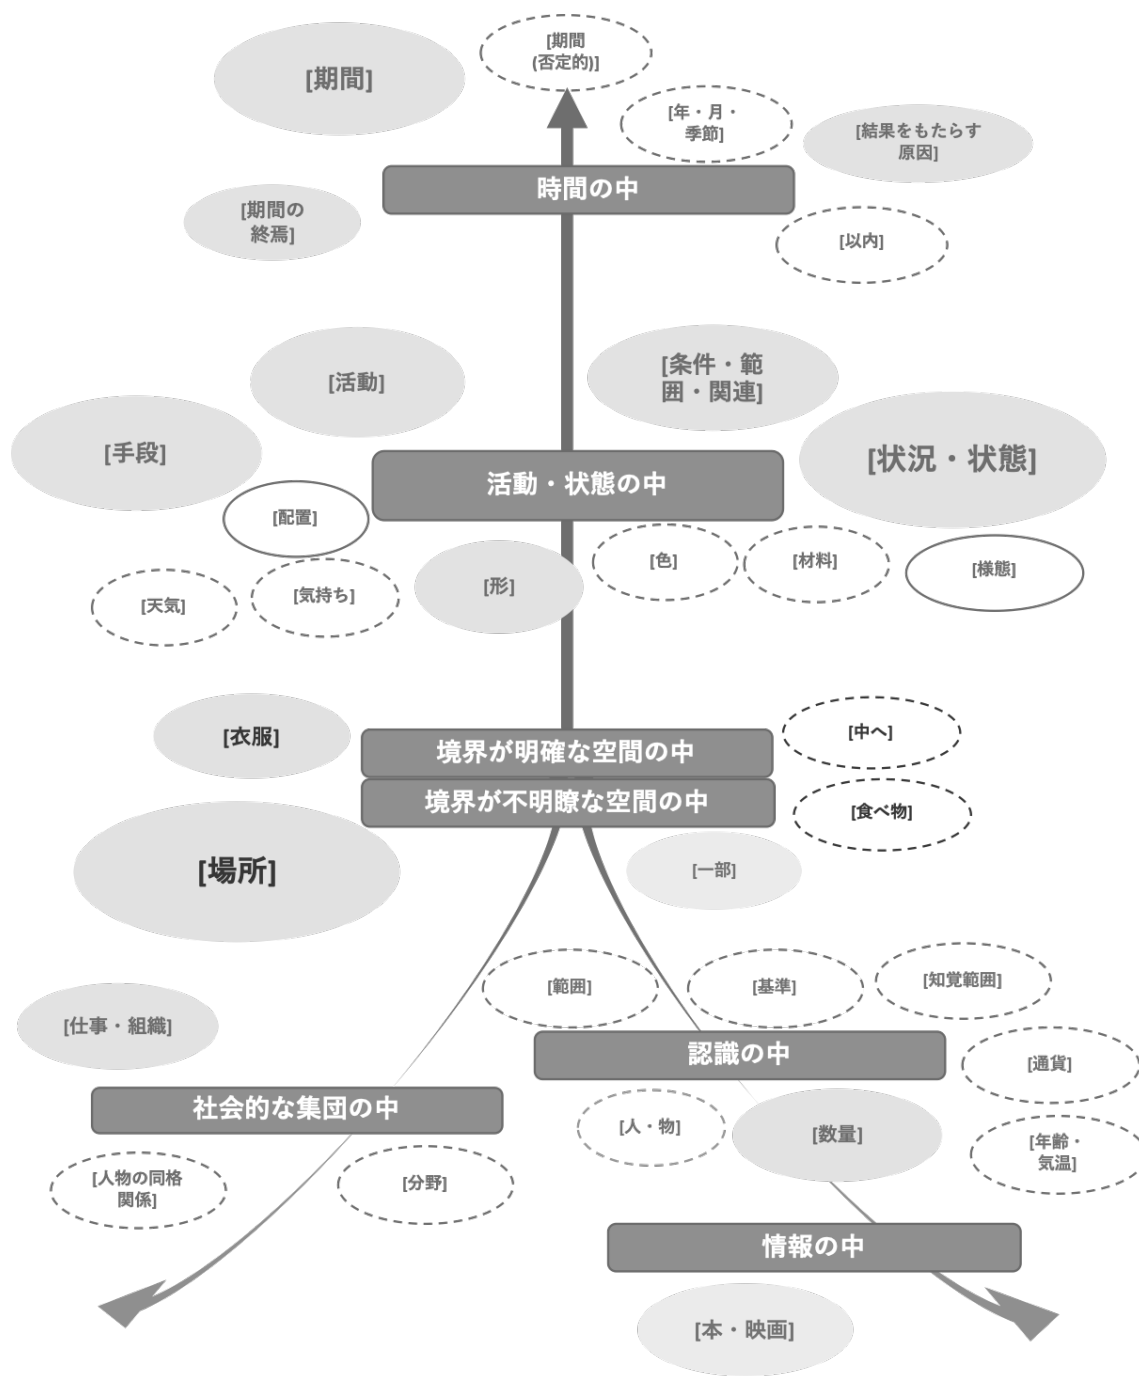 [期間]
[期間
(否定的)]
[年・月・
季節]
[結果をもたらす
原因]
時間の中
[期間の
終焉]
[以内]
[活動]
[条件・範
囲・関連]
[手段]
[状況・状態]
活動・状態の中
[配置]
[色]
[材料]
[様態]
[天気]
[気持ち]
[形]
[衣服]
境界が明確な空間の中
[中へ]
境界が不明瞭な空間の中
[食べ物]
[場所]
[一部]
[範囲]
[基準]
[知覚範囲]
[仕事・組織]
認識の中
[通貨]
社会的な集団の中
[人・物]
[数量]
[年齢・
気温]
[人物の同格
関係]
[分野]
情報の中
[本・映画]